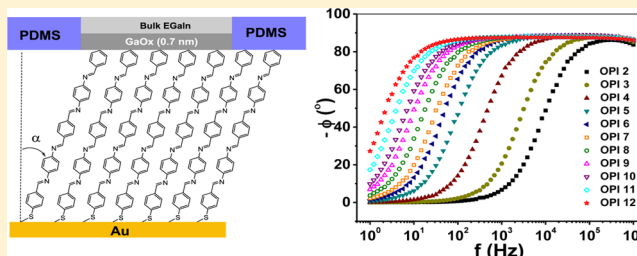 Bulk EGaIn
PDMS
GaOx (0.7 nm)
PDMS
α
N
S
Au
-ϕ (°)
100
80
60
40
20
0
10⁰ 10¹ 10² 10³ 10⁴ 10⁵ 10⁶
f (Hz)
OPI 2
OPI 3
OPI 4
OPI 5
OPI 6
OPI 7
OPI 8
OPI 9
OPI 10
OPI 11
OPI 12